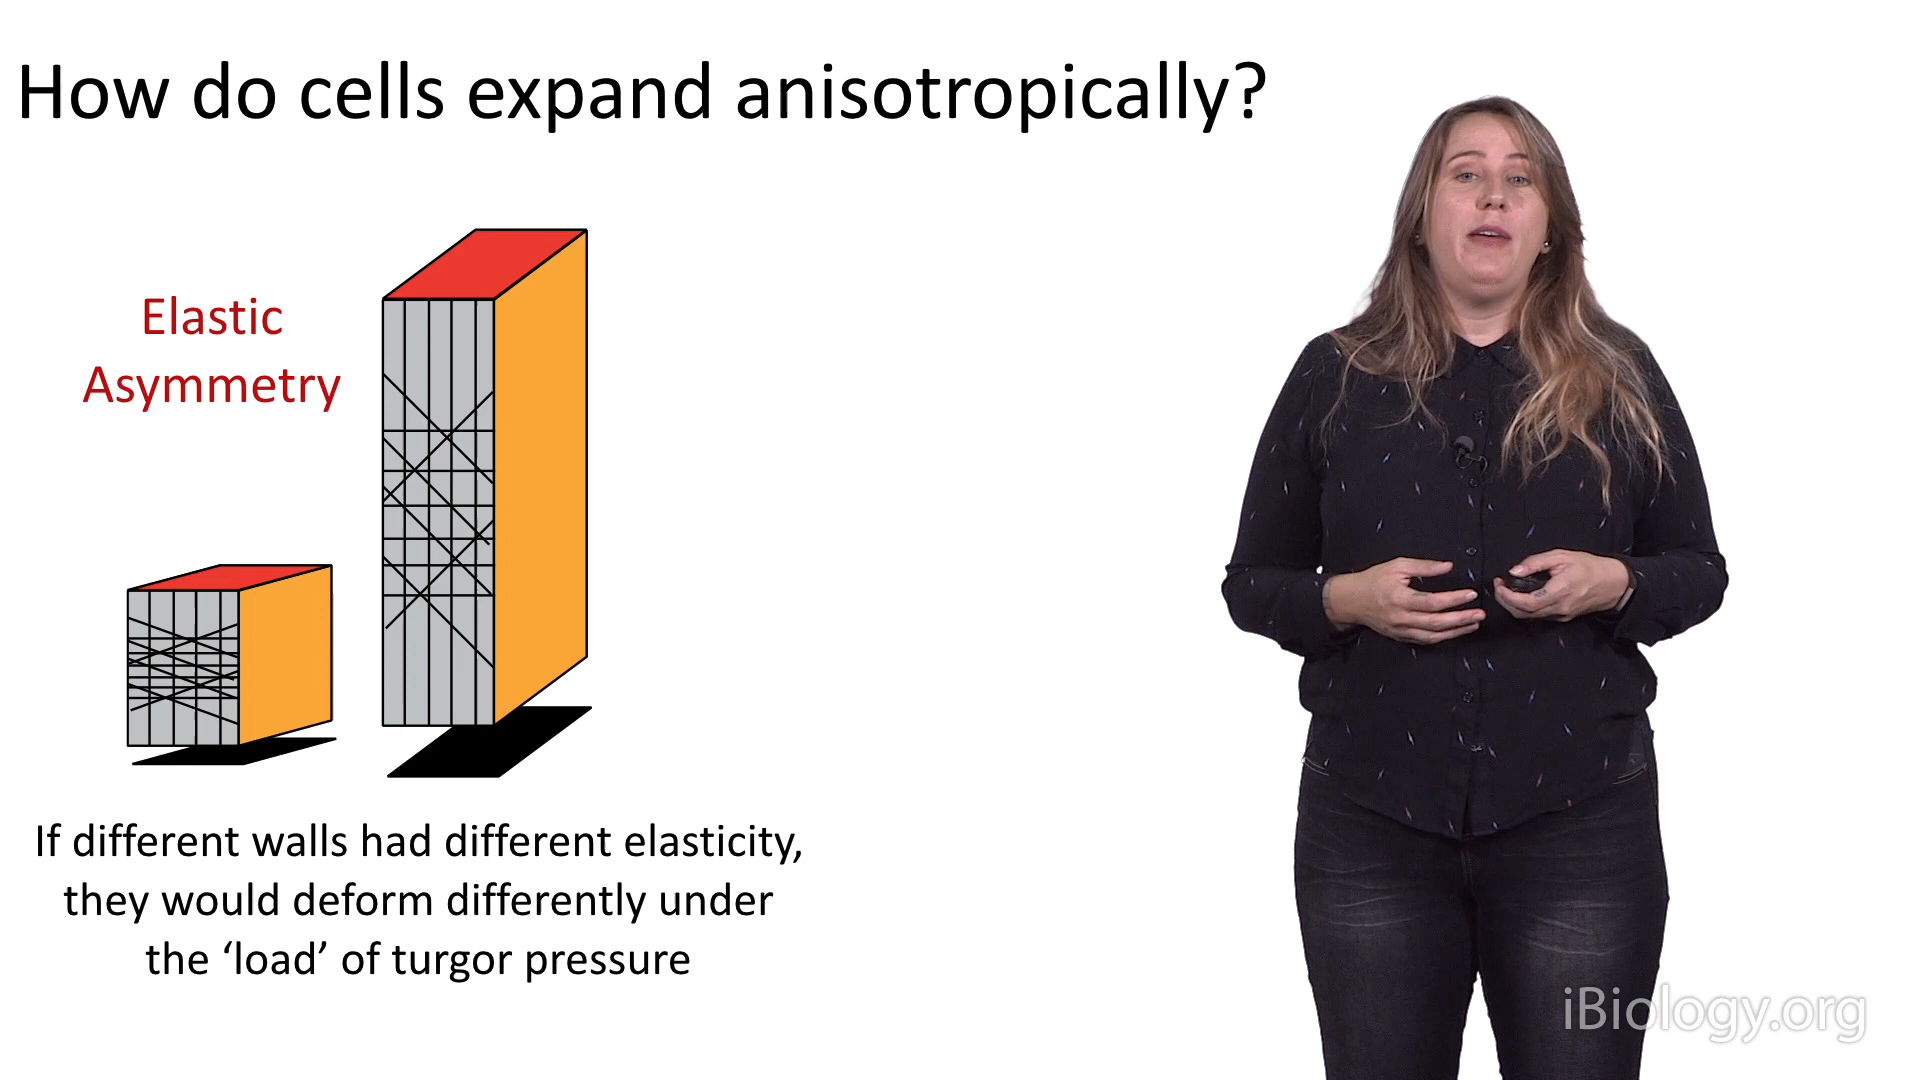 How do cells expand anisotropically?
Elastic
Asymmetry
If different walls had different elasticity,
they would deform differently under
the ‘load’ of turgor pressure
iBiology.org